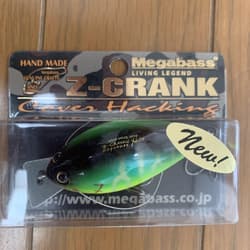 HAND MADE
Megabass®
LIVING LEGEND
Z-CRANK
Cover Hacking
New!
http://www.megabass.co.jp